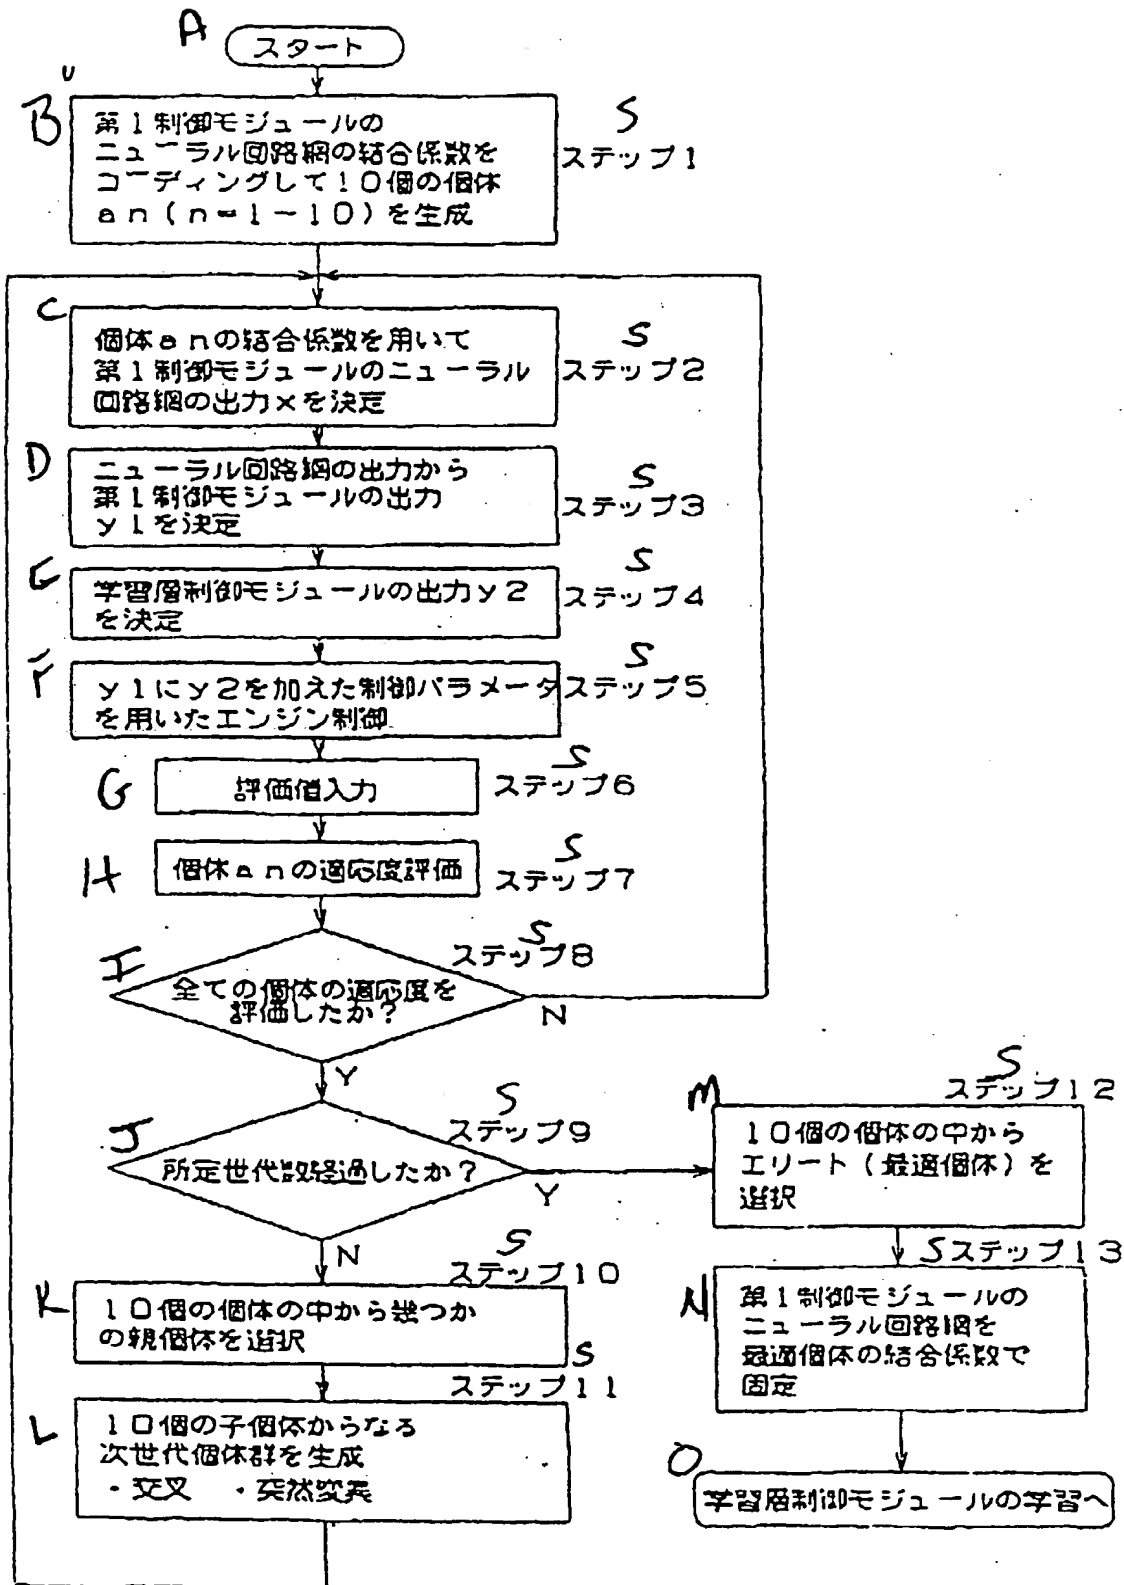 A
スタート
B
第1制御モジュールの
ニューラル回路網の結合係数を
コーディングして10個の個体
an(n=1~10)を生成
S
ステップ1
C
個体anの結合係数を用いて
第1制御モジュールのニューラル
回路網の出力xを決定
S
ステップ2
D
ニューラル回路網の出力から
第1制御モジュールの出力
y1を決定
S
ステップ3
E
学習層制御モジュールの出力y2
を決定
S
ステップ4
F
y1にy2を加えた制御パラメータ
を用いたエンジン制御
S
ステップ5
G
評価値入力
S
ステップ6
H
個体anの適応度評価
S
ステップ7
I
全ての個体の適応度を
評価したか?
S
ステップ8
N
Y
J
所定世代数経過したか?
S
ステップ9
Y
N
K
10個の個体の中から幾つか
の親個体を選択
S
ステップ10
L
10個の子個体からなる
次世代個体群を生成
・交叉 ・突然変異
S
ステップ11
M
10個の個体の中から
エリート(最適個体)を
選択
S
ステップ12
N
第1制御モジュールの
ニューラル回路網を
最適個体の結合係数で
固定
Sステップ13
O
学習層制御モジュールの学習へ